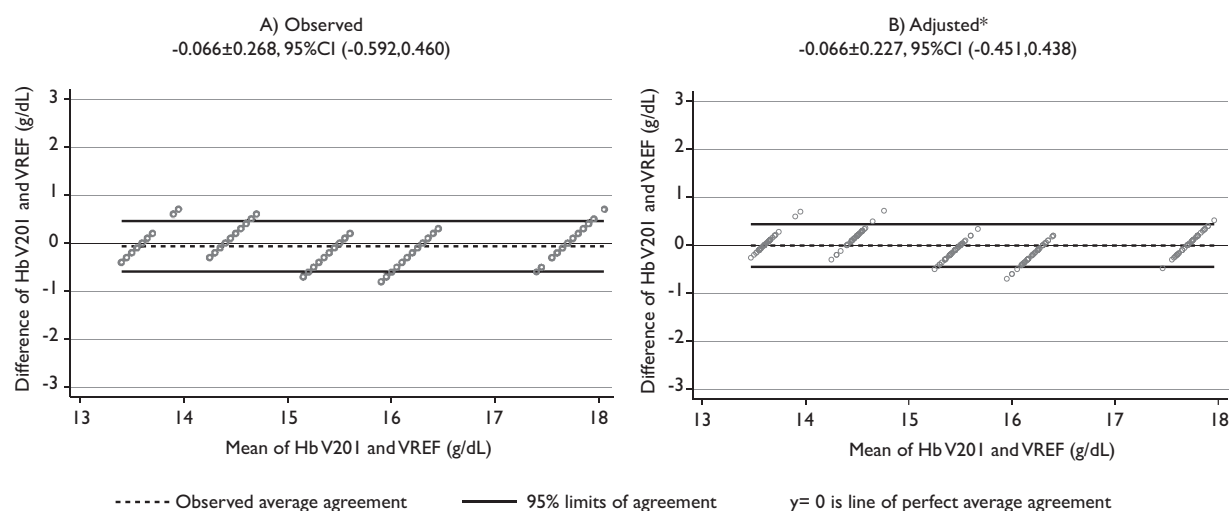 A) Observed
-0.066±0.268, 95%CI (-0.592,0.460)
Difference of Hb V201 and VREF (g/dL)
3
2
1
0
-1
-2
-3
13 14 15 16 17 18
Mean of Hb V201 and VREF (g/dL)
B) Adjusted*
-0.066±0.227, 95%CI (-0.451,0.438)
Difference of Hb V201 and VREF (g/dL)
3
2
1
0
-1
-2
-3
13 14 15 16 17 18
Mean of Hb V201 and VREF (g/dL)
Observed average agreement 95% limits of agreement y= 0 is line of perfect average agreement